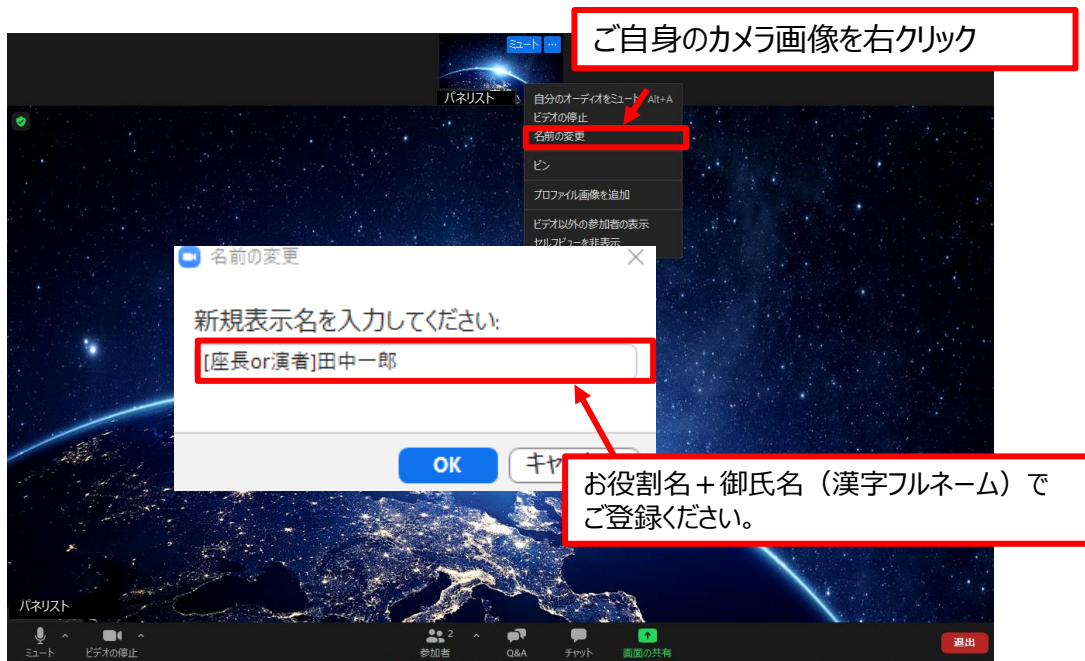 ご自身のカメラ画像を右クリック
ミュート ...
パネリスト
自分のオーディオをミュート Alt+A
ビデオの停止
名前の変更
ピン
プロファイル画像を追加
ビデオ以外の参加者の表示
セルフビューを非表示
名前の変更
新規表示名を入力してください:
[座長or演者]田中一郎
OK
キャ
お役割名+御氏名(漢字フルネーム)で
ご登録ください。
パネリスト
ミュート
ビデオの停止
2
参加者
Q&A
チャット
画面の共有
退出